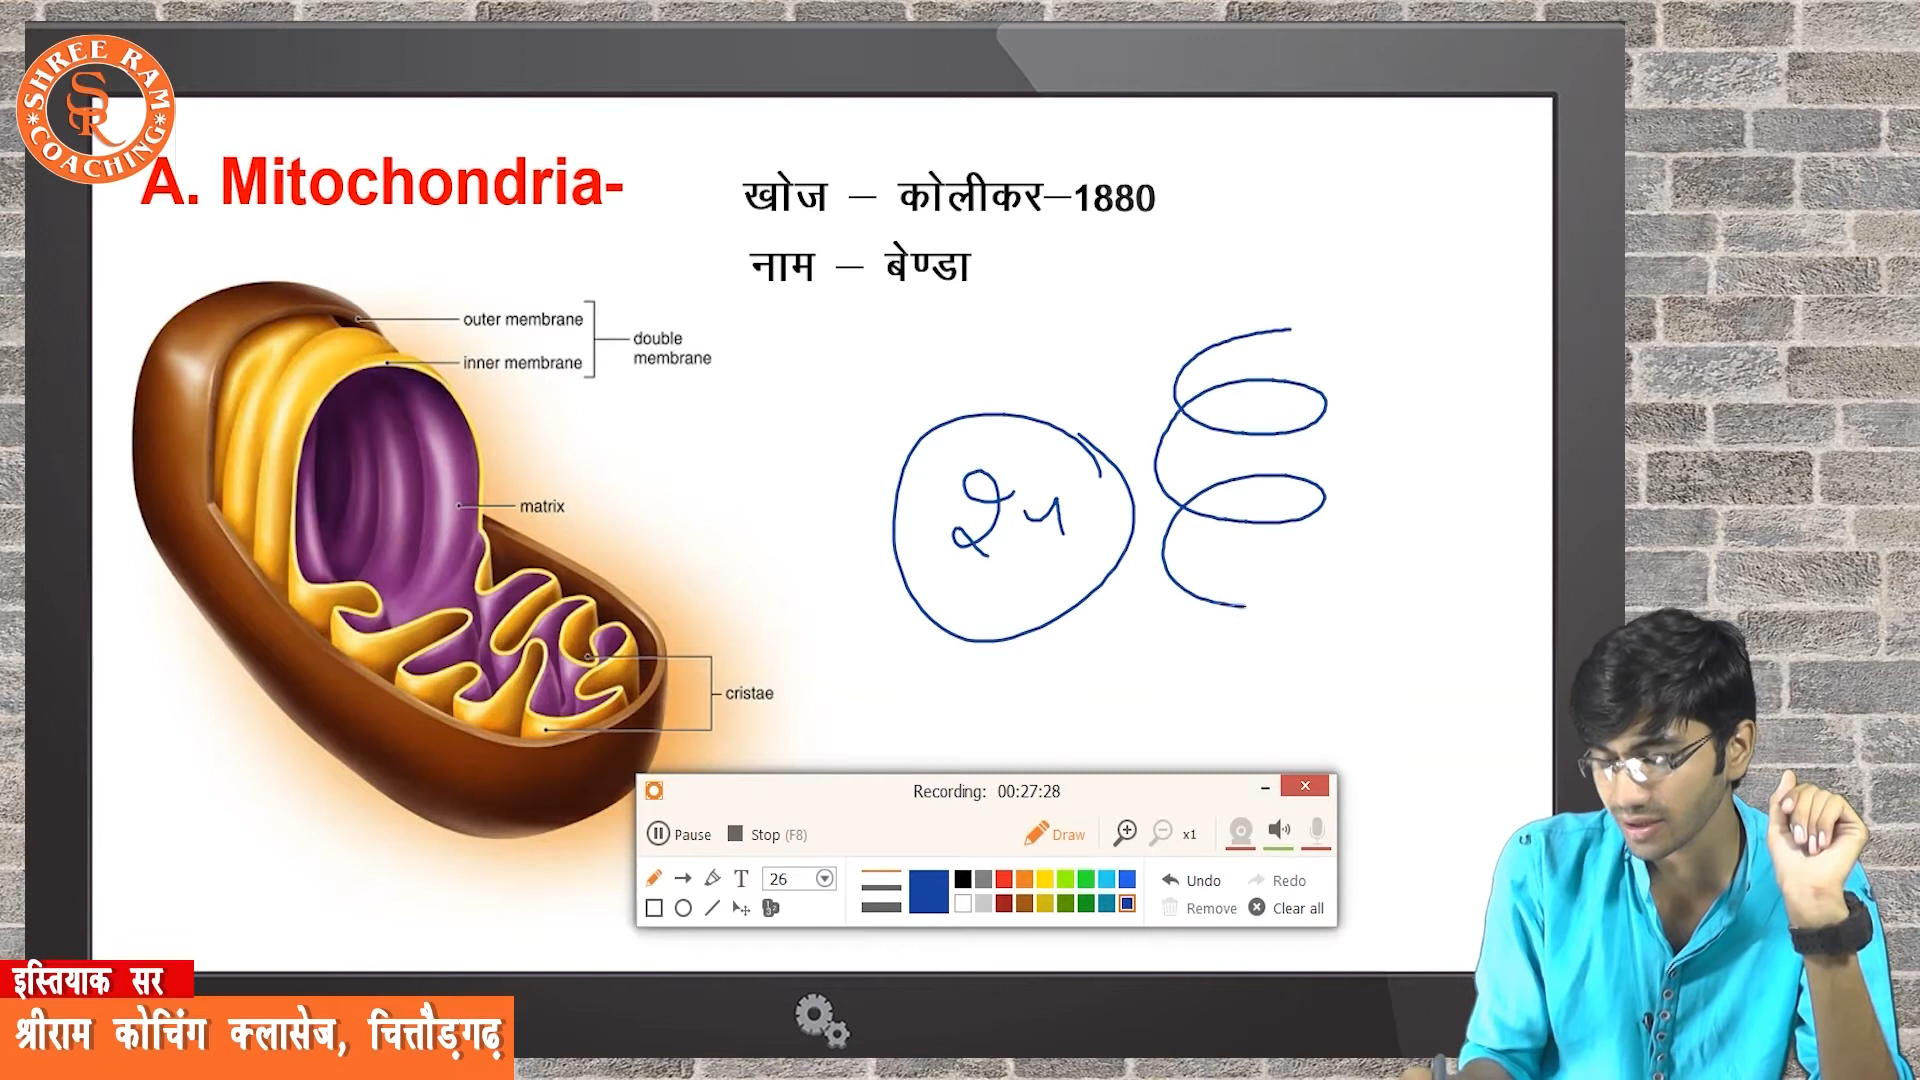 SHREE RAM
COACHING
SRC
A. Mitochondria-
खोज – कोलीकर–1880
नाम – बेण्डा
outer membrane
inner membrane
double
membrane
matrix
cristae
Recording: 00:27:28
Pause
Stop (F8)
Draw
x1
T
26
Undo
Redo
Remove
Clear all
इस्तियाक सर
श्रीराम कोचिंग क्लासेज, चित्तौड़गढ़